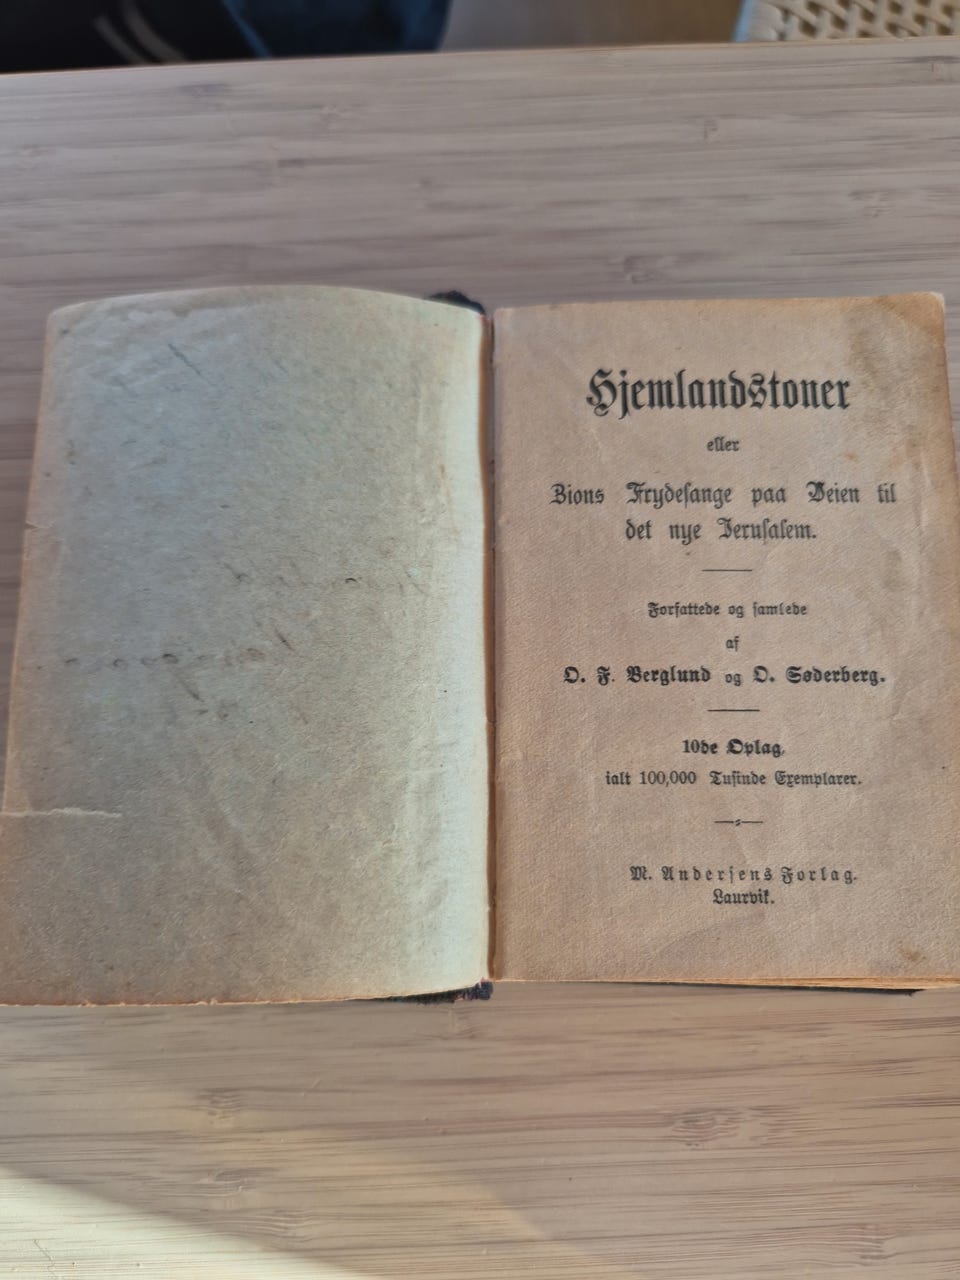 Hjemlandstoner
eller
Zions Frydesange paa Veien til
det nye Jerusalem.
Forfattede og samlede
af
O. F. Berglund og O. Søderberg.
10de Oplag,
ialt 100,000 Tusinde Exemplarer.
M. Andersens Forlag.
Laurvik.